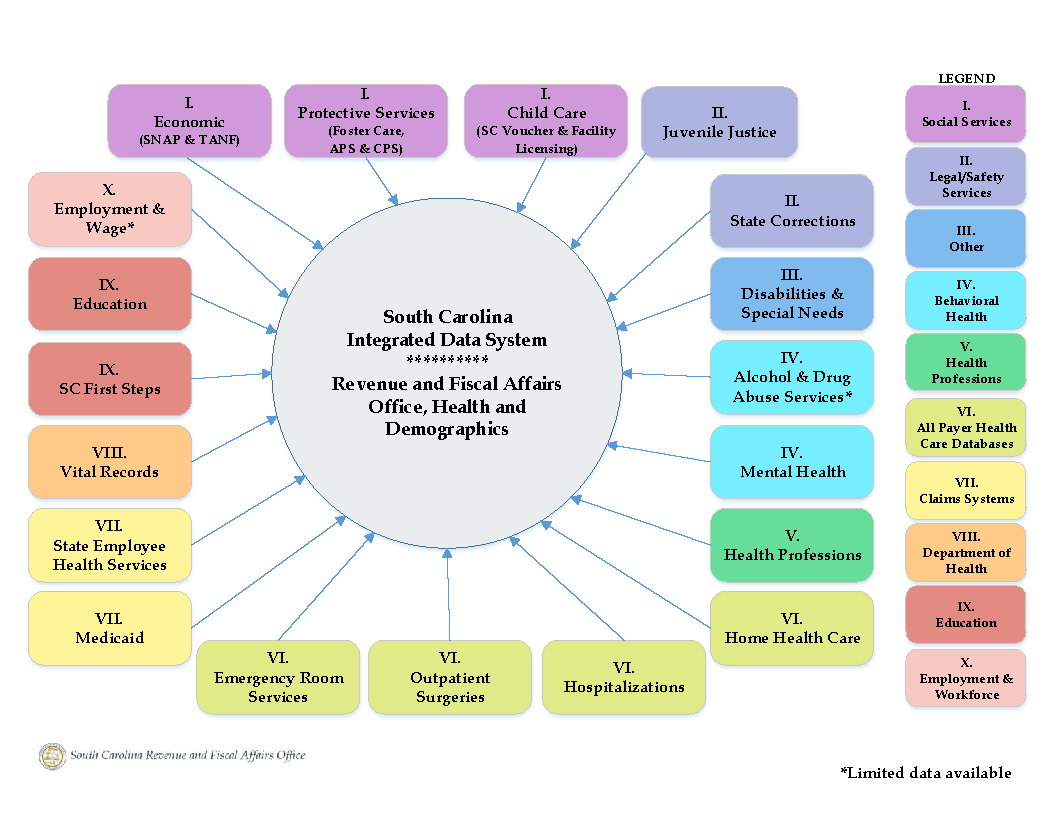 I.
Economic
(SNAP & TANF)
I.
Protective Services
(Foster Care,
APS & CPS)
I.
Child Care
(SC Voucher & Facility
Licensing)
II.
Juvenile Justice
II.
State Corrections
III.
Disabilities &
Special Needs
IV.
Alcohol & Drug
Abuse Services*
IV.
Mental Health
V.
Health Professions
VI.
Home Health Care
VI.
Hospitalizations
VI.
Outpatient
Surgeries
VI.
Emergency Room
Services
VII.
Medicaid
VII.
State Employee
Health Services
VIII.
Vital Records
IX.
SC First Steps
IX.
Education
X.
Employment &
Wage*
South Carolina
Integrated Data System
**********
Revenue and Fiscal Affairs
Office, Health and
Demographics
LEGEND
I.
Social Services
II.
Legal/Safety
Services
III.
Other
IV.
Behavioral
Health
V.
Health
Professions
VI.
All Payer Health
Care Databases
VII.
Claims Systems
VIII.
Department of
Health
IX.
Education
X.
Employment &
Workforce
South Carolina Revenue and Fiscal Affairs Office
*Limited data available